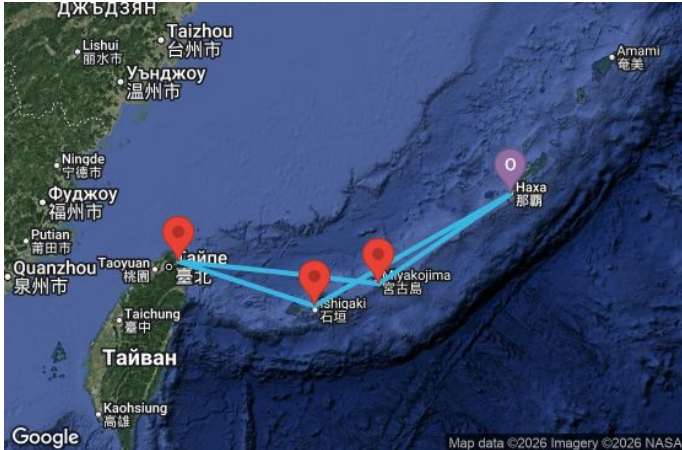 ДЖЪДЗЯН
Taizhou
台州市
Lishui
丽水市
Уънджоу
温州市
Amami
奄美
Ningde
宁德市
Фуджоу
福州市
O
Наха
那覇
Putian
莆田市
Quanzhou
泉州市
Taoyuan
桃園
Тайпе
臺北
Miyakojima
宮古島
Ishigaki
石垣
Taichung
臺中
Тайван
Kaohsiung
高雄
Google
Map data ©2026 Imagery ©2026 NASA